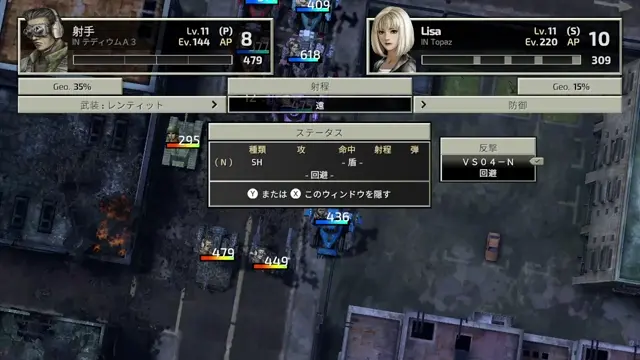 射手 Lv.11 (P) 8
IN テディウムA3 Ev.144 AP
479
Lisa Lv.11 (S) 10
IN Topaz Ev.220 AP
309
409
618
Geo. 35%
射程
Geo. 15%
武装:レンティット
遠
防御
295
ステータス
種類 攻 命中 射程 弾
(N) SH -盾-
-回避-
Ⓨ または Ⓧ このウィンドウを隠す
反撃
VS04-N
回避
436
479
449